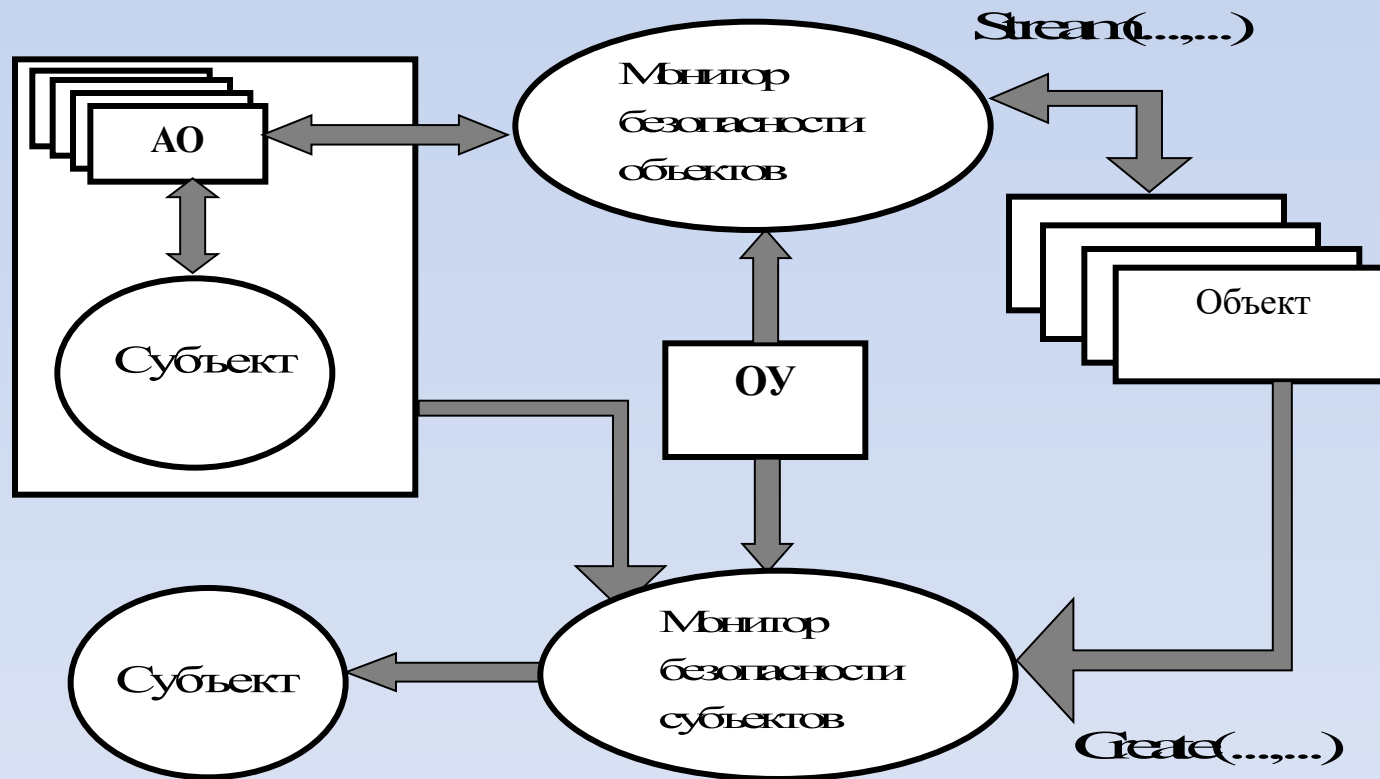 Stream(...,...)
Монитор
безопасности
объектов
АО
Объект
Субъект
ОУ
Монитор
безопасности
субъектов
Субъект
Create(...,...)